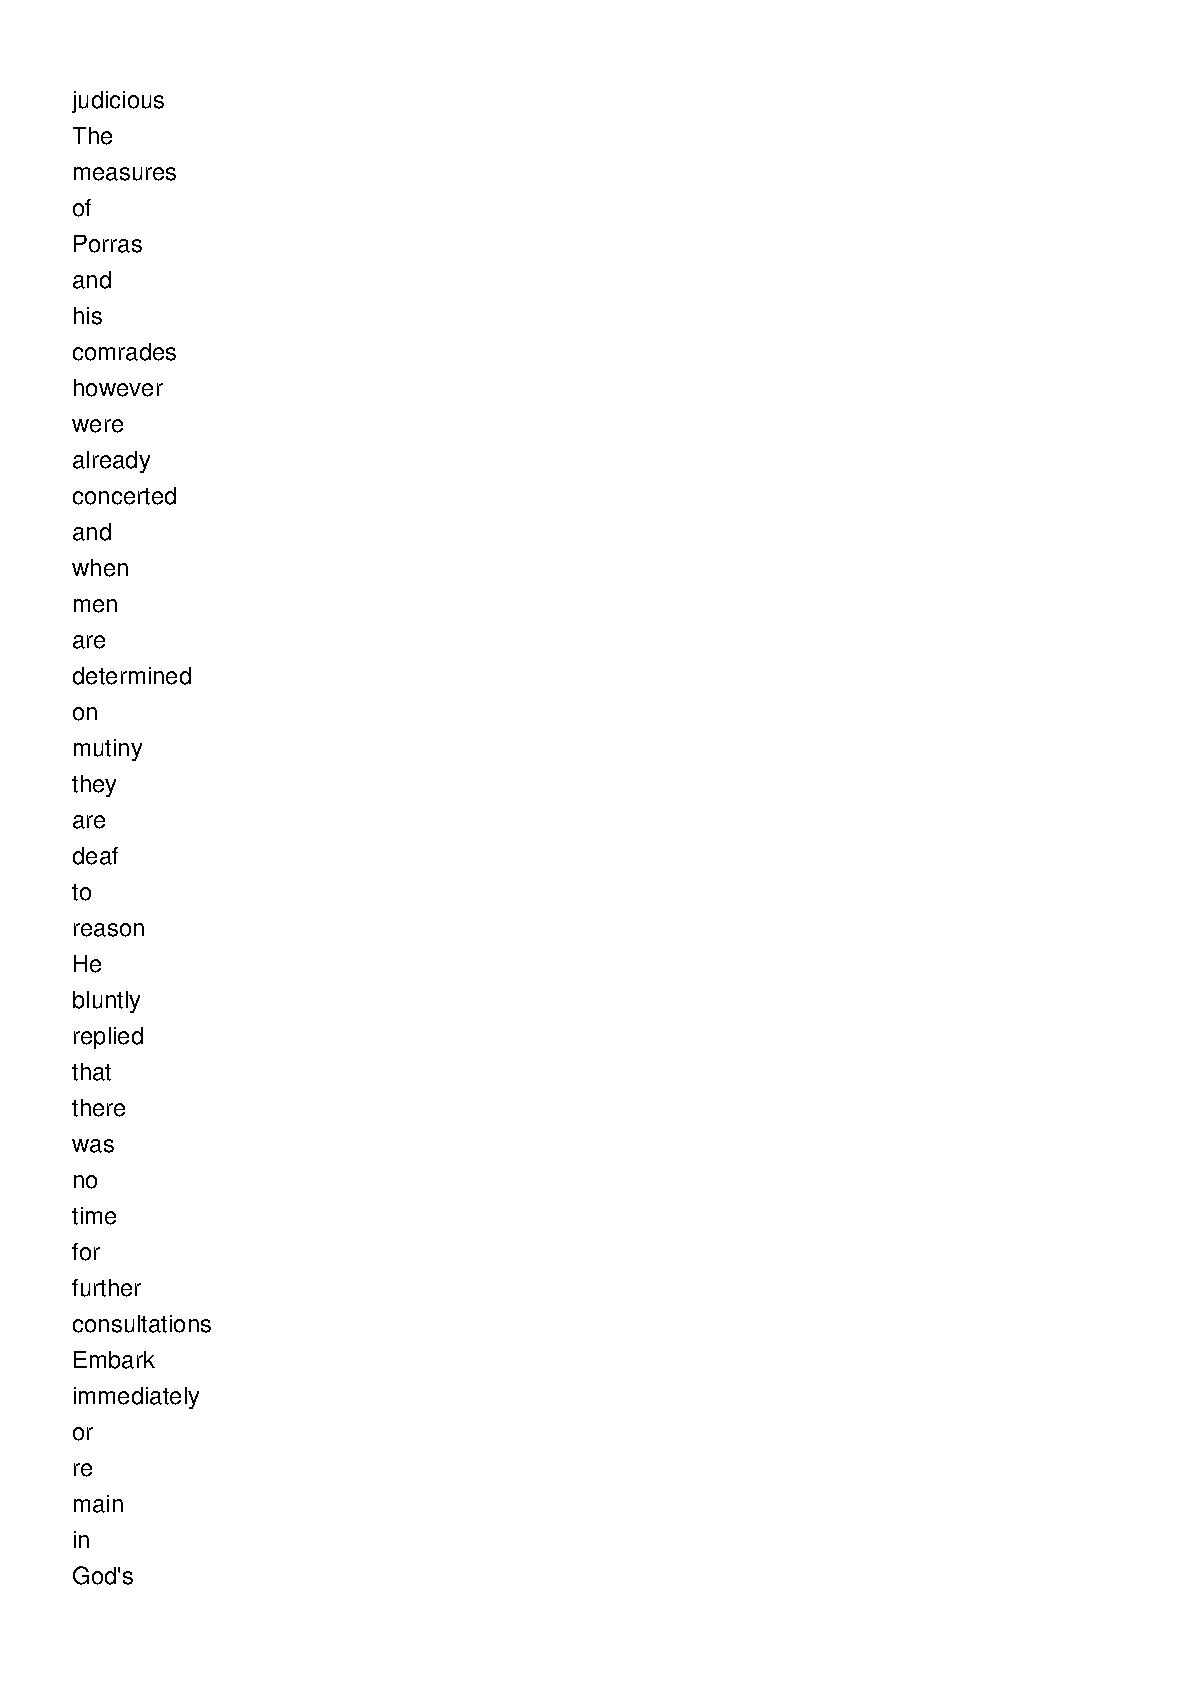 judicious
The
measures
of
Porras
and
his
comrades
however
were
already
concerted
and
when
men
are
determined
on
mutiny
they
are
deaf
to
reason
He
bluntly
replied
that
there
was
no
time
for
further
consultations
Embark
immediately
or
re
main
in
God's